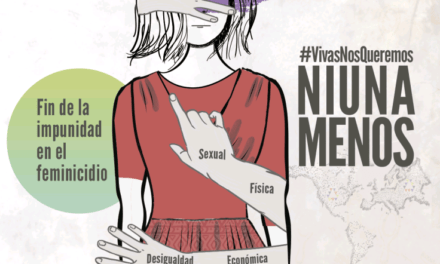 #VivasNosQueremos
NIUNA
MENOS
Fin de la
impunidad
en el
feminicidio
Sexual
Física
Desigualdad
Económica